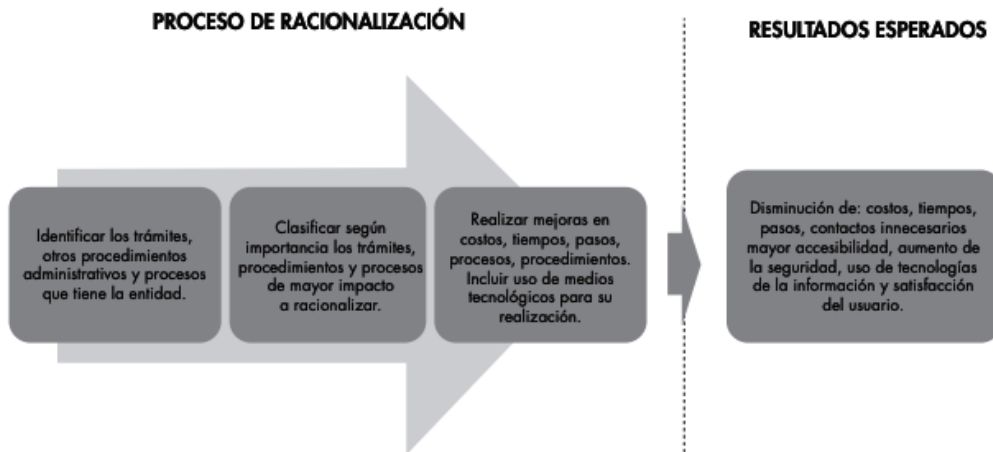 PROCESO DE RACIONALIZACIÓN
RESULTADOS ESPERADOS
Identificar los trámites,
otros procedimientos
administrativos y procesos
que tiene la entidad.
Clasificar según
importancia los trámites,
procedimientos y procesos
de mayor impacto
a racionalizar.
Realizar mejoras en
costos, tiempos, pasos,
procesos, procedimientos.
Incluir uso de medios
tecnológicos para su
realización.
Disminución de: costos, tiempos,
pasos, contactos innecesarios
mayor accesibilidad, aumento de
la seguridad, uso de tecnologías
de la información y satisfacción
del usuario.